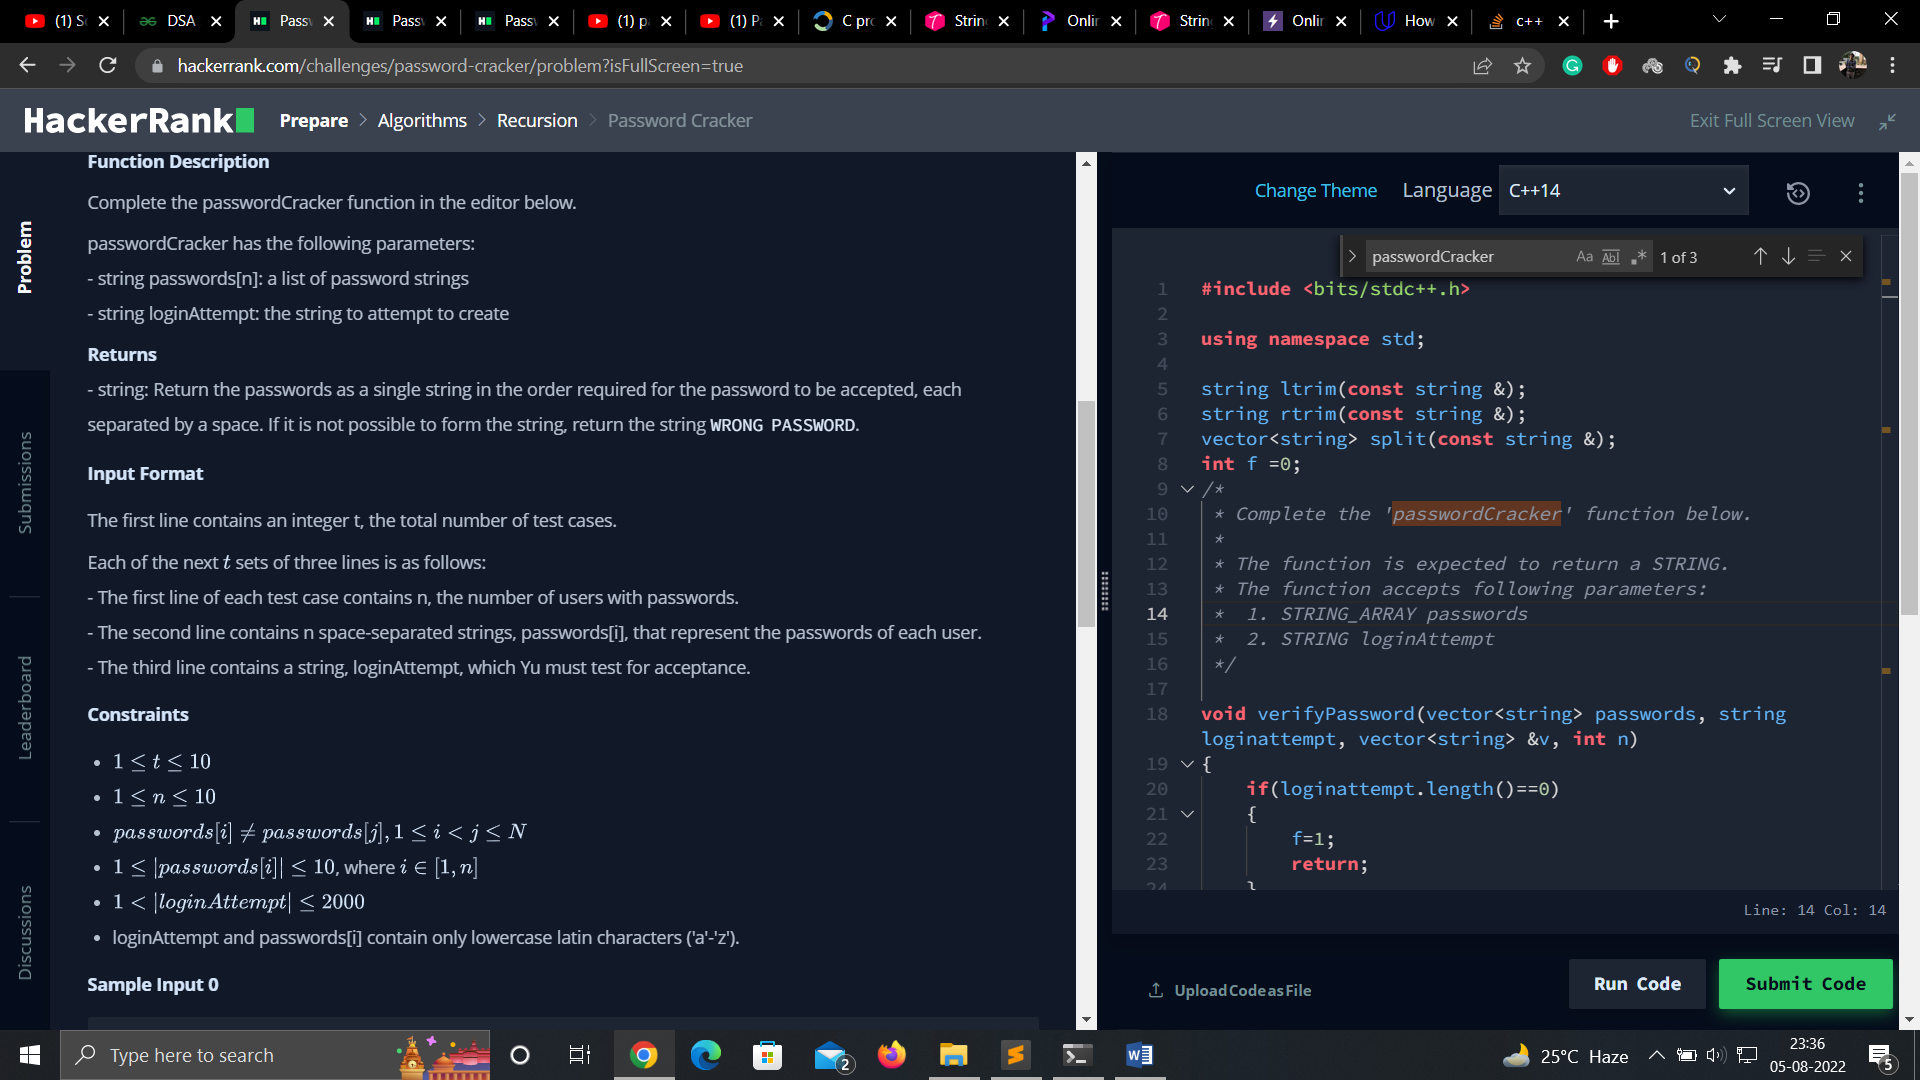 (1) S
DSA
Pass
Pass
Pass
(1) p
(1) P
C pr
Strin
Onlin
Strin
Onlin
How
c++
hackerrank.com/challenges/password-cracker/problem?isFullScreen=true
HackerRank
Prepare > Algorithms > Recursion > Password Cracker
Exit Full Screen View
Problem
Submissions
Leaderboard
Discussions
Function Description
Complete the passwordCracker function in the editor below.
passwordCracker has the following parameters:
- string passwords[n]: a list of password strings
- string loginAttempt: the string to attempt to create
Returns
- string: Return the passwords as a single string in the order required for the password to be accepted, each
separated by a space. If it is not possible to form the string, return the string WRONG PASSWORD.
Input Format
The first line contains an integer t, the total number of test cases.
Each of the next t sets of three lines is as follows:
- The first line of each test case contains n, the number of users with passwords.
- The second line contains n space-separated strings, passwords[i], that represent the passwords of each user.
- The third line contains a string, loginAttempt, which Yu must test for acceptance.
Constraints
• 1 ≤ t ≤ 10
• 1 ≤ n ≤ 10
• passwords[i] ≠ passwords[j], 1 ≤ i < j ≤ N
• 1 ≤ |passwords[i]| ≤ 10, where i ∈ [1, n]
• 1 < |loginAttempt| ≤ 2000
• loginAttempt and passwords[i] contain only lowercase latin characters ('a'-'z').
Sample Input 0
Change Theme Language C++14
passwordCracker Aa Abl .* 1 of 3
1 #include <bits/stdc++.h>
2
3 using namespace std;
4
5 string ltrim(const string &);
6 string rtrim(const string &);
7 vector<string> split(const string &);
8 int f =0;
9 /*
10 * Complete the 'passwordCracker' function below.
11 *
12 * The function is expected to return a STRING.
13 * The function accepts following parameters:
14 * 1. STRING_ARRAY passwords
15 * 2. STRING loginAttempt
16 */
17
18 void verifyPassword(vector<string> passwords, string
loginattempt, vector<string> &v, int n)
19 {
20 if(loginattempt.length()==0)
21 {
22 f=1;
23 return;
24 }
Line: 14 Col: 14
Upload Code as File
Run Code
Submit Code
Type here to search
2
25°C Haze
23:36
05-08-2022
5